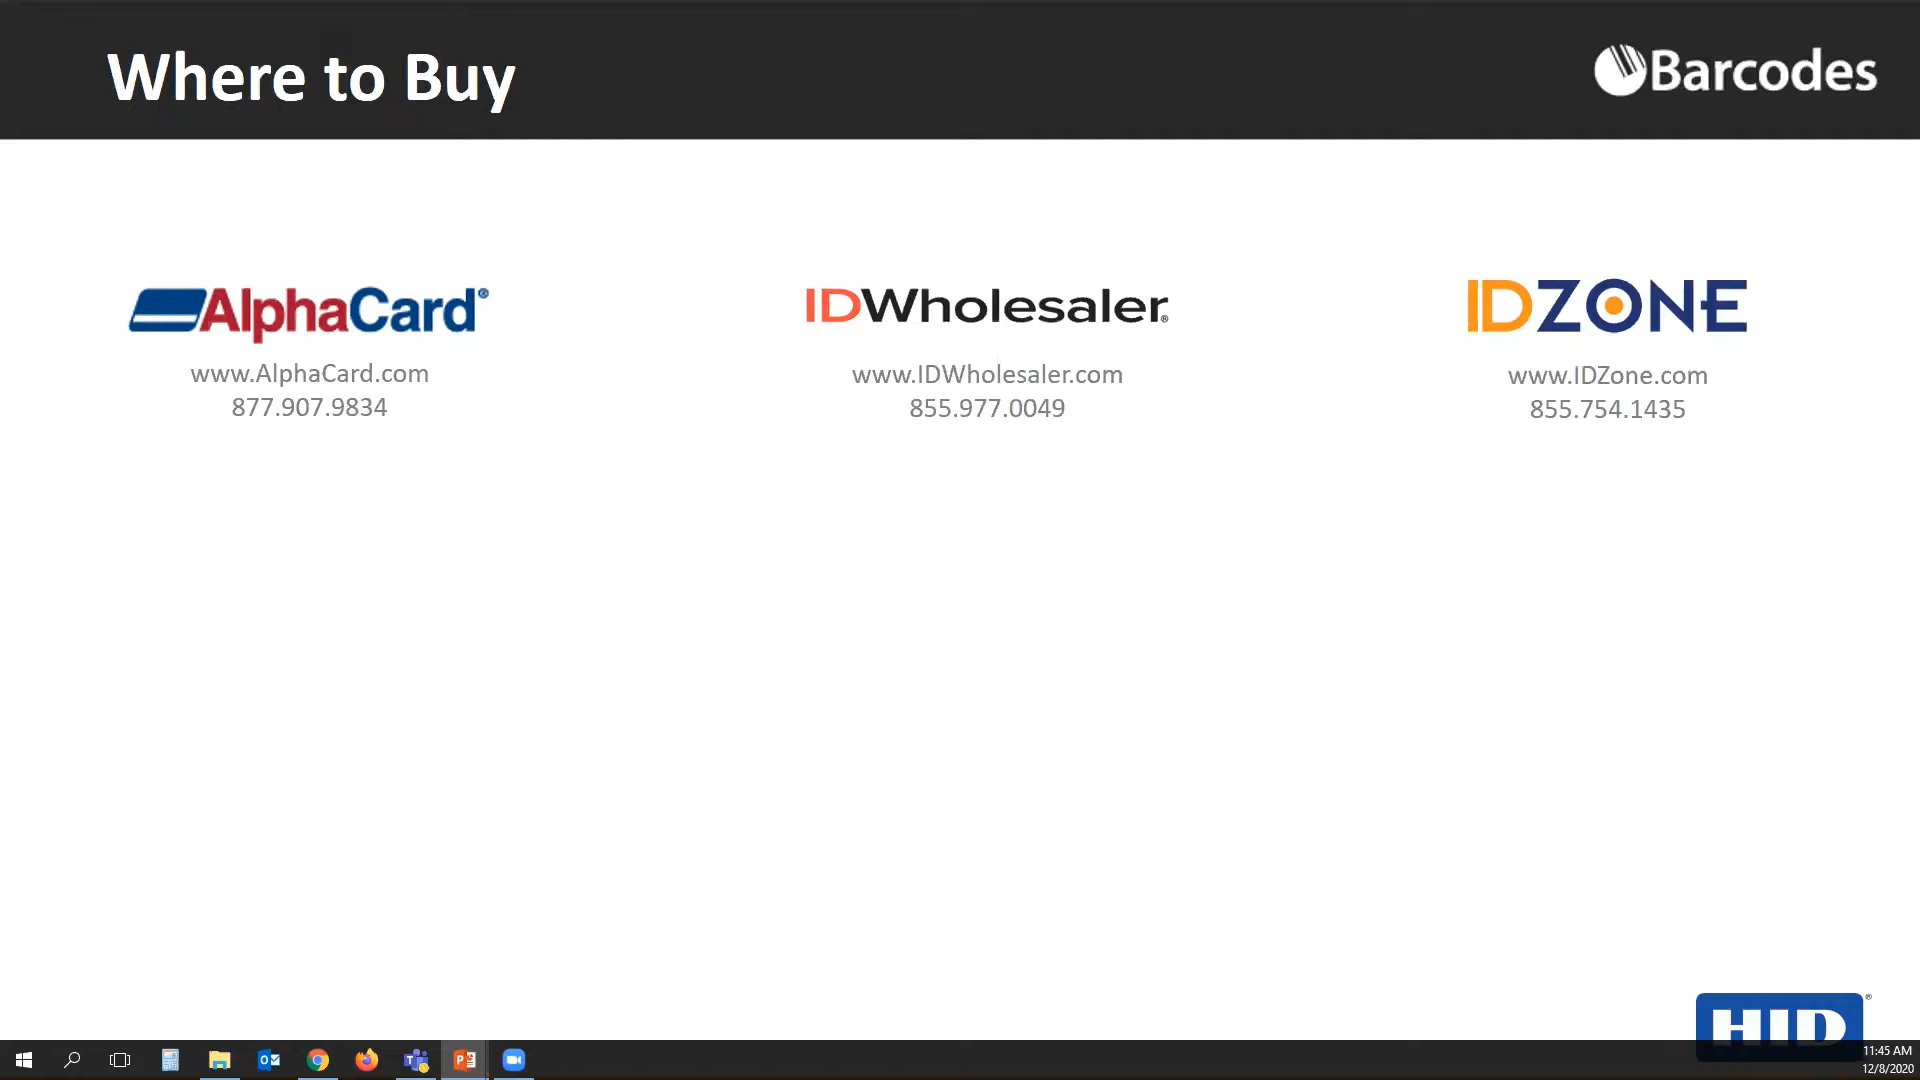 Where to Buy
Barcodes
AlphaCard®
www.AlphaCard.com
877.907.9834
IDWholesaler®
www.IDWholesaler.com
855.977.0049
IDZONE
www.IDZone.com
855.754.1435
HID®
11:45 AM
12/8/2020